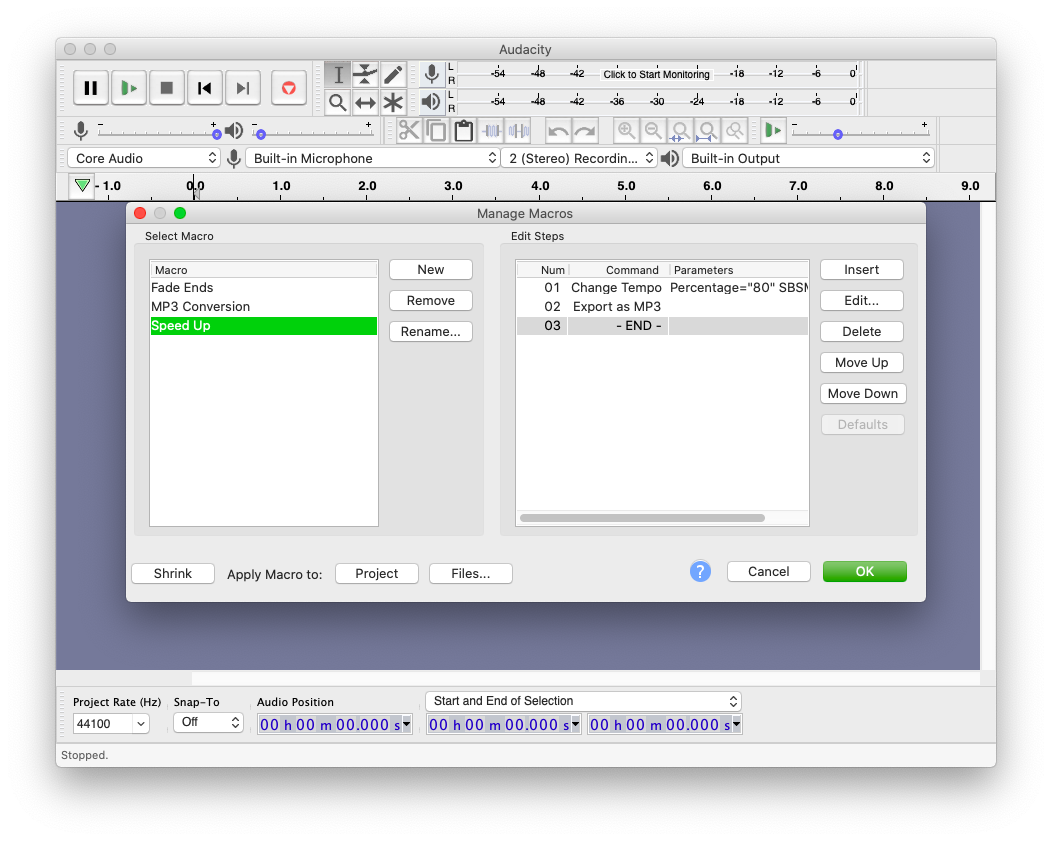 Audacity
L
R
-54 -48 -42 Click to Start Monitoring -18 -12 -6 0
L
R
-54 -48 -42 -36 -30 -24 -18 -12 -6 0
- + - + - +
Core Audio Built-in Microphone 2 (Stereo) Recordin... Built-in Output
- 1.0 0.0 1.0 2.0 3.0 4.0 5.0 6.0 7.0 8.0 9.0
Manage Macros
Select Macro
Macro
Fade Ends
MP3 Conversion
Speed Up
New
Remove
Rename...
Edit Steps
Num Command Parameters
01 Change Tempo Percentage="80" SBSM
02 Export as MP3
03 - END -
Insert
Edit...
Delete
Move Up
Move Down
Defaults
Shrink Apply Macro to: Project Files... ? Cancel OK
Project Rate (Hz) Snap-To Audio Position Start and End of Selection
44100 Off 00 h 00 m 00.000 s 00 h 00 m 00.000 s 00 h 00 m 00.000 s
Stopped.